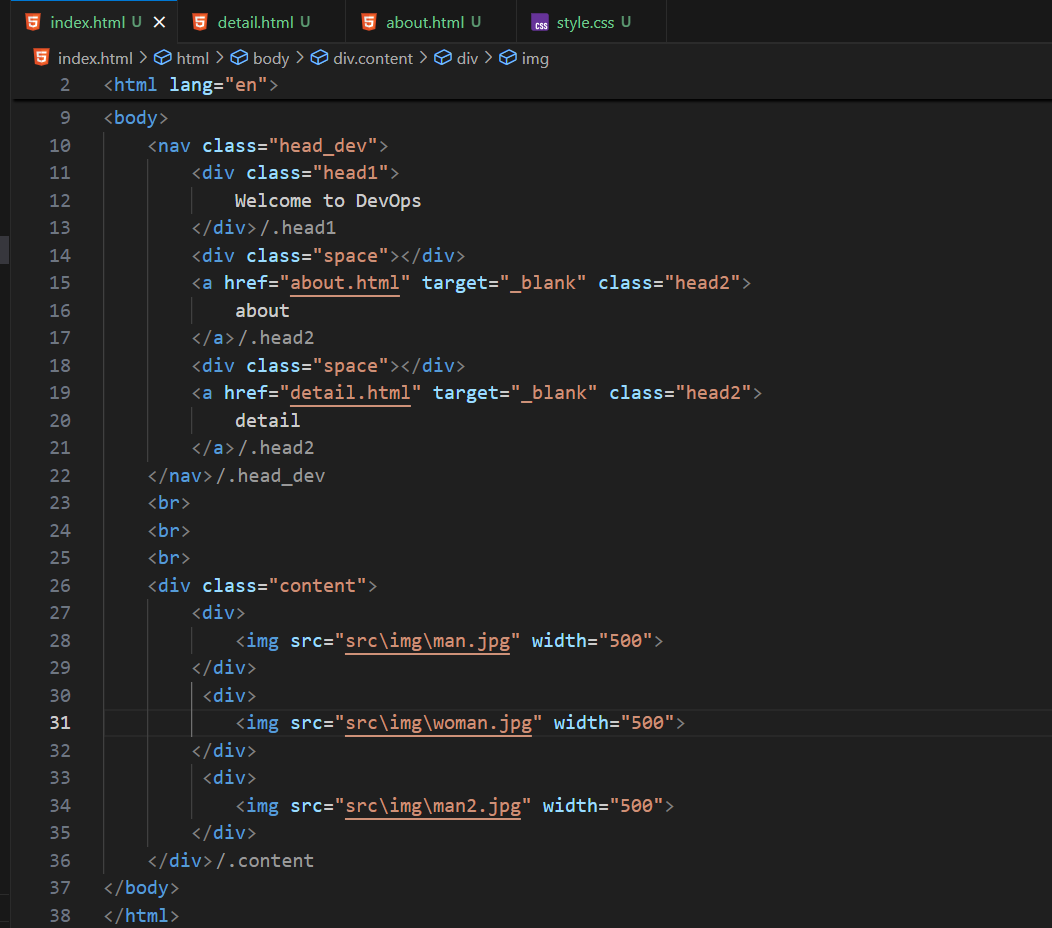 index.html U × detail.html U about.html U style.css U
index.html > html > body > div.content > div > img
2 <html lang="en">
9 <body>
10 <nav class="head_dev">
11 <div class="head1">
12 Welcome to DevOps
13 </div>/.head1
14 <div class="space"></div>
15 <a href="about.html" target="_blank" class="head2">
16 about
17 </a>/.head2
18 <div class="space"></div>
19 <a href="detail.html" target="_blank" class="head2">
20 detail
21 </a>/.head2
22 </nav>/.head_dev
23 <br>
24 <br>
25 <br>
26 <div class="content">
27 <div>
28 <img src="src\img\man.jpg" width="500">
29 </div>
30 <div>
31 <img src="src\img\woman.jpg" width="500">
32 </div>
33 <div>
34 <img src="src\img\man2.jpg" width="500">
35 </div>
36 </div>/.content
37 </body>
38 </html>